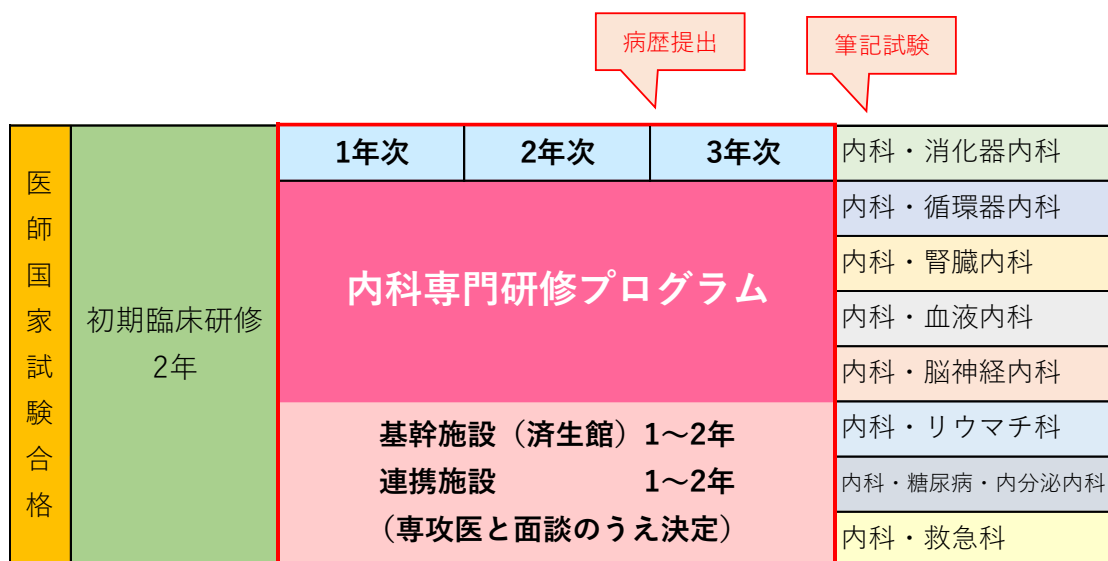 病歴提出
筆記試験
医師国家試験合格
初期臨床研修
2年
1年次
2年次
3年次
内科専門研修プログラム
基幹施設（済生館）1～2年
連携施設 1～2年
（専攻医と面談のうえ決定）
内科・消化器内科
内科・循環器内科
内科・腎臓内科
内科・血液内科
内科・脳神経内科
内科・リウマチ科
内科・糖尿病・内分泌内科
内科・救急科